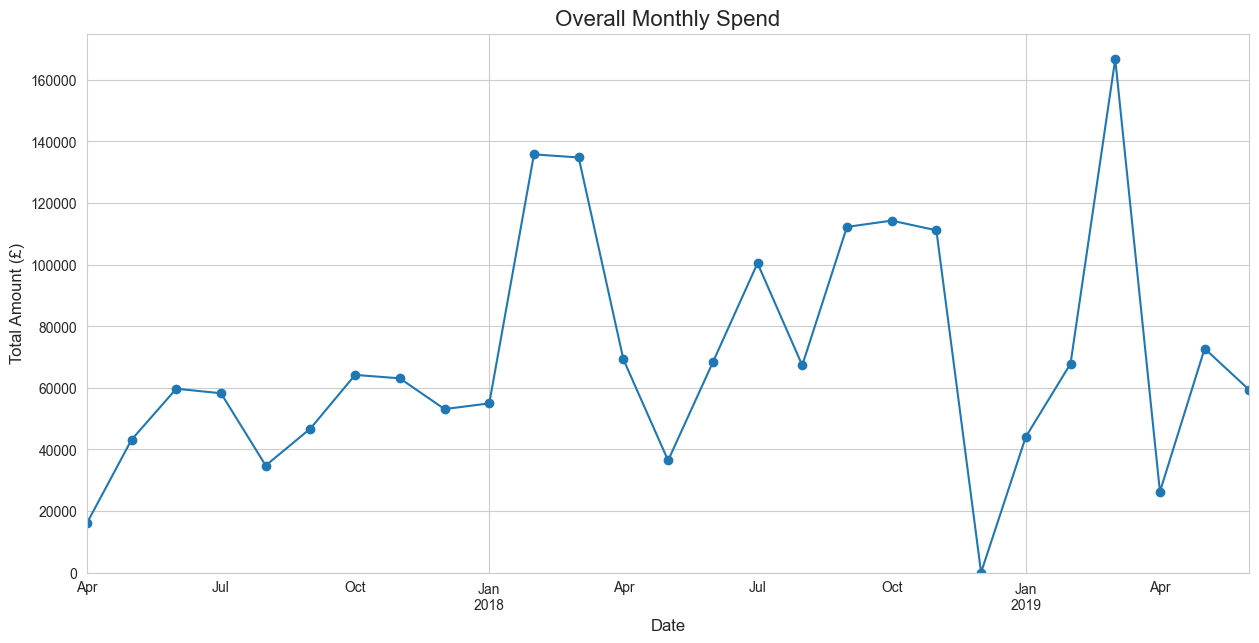 Overall Monthly Spend
Total Amount (£)
160000
140000
120000
100000
80000
60000
40000
20000
0
Apr Jul Oct Jan Apr Jul Oct Jan Apr
2018 2019
Date